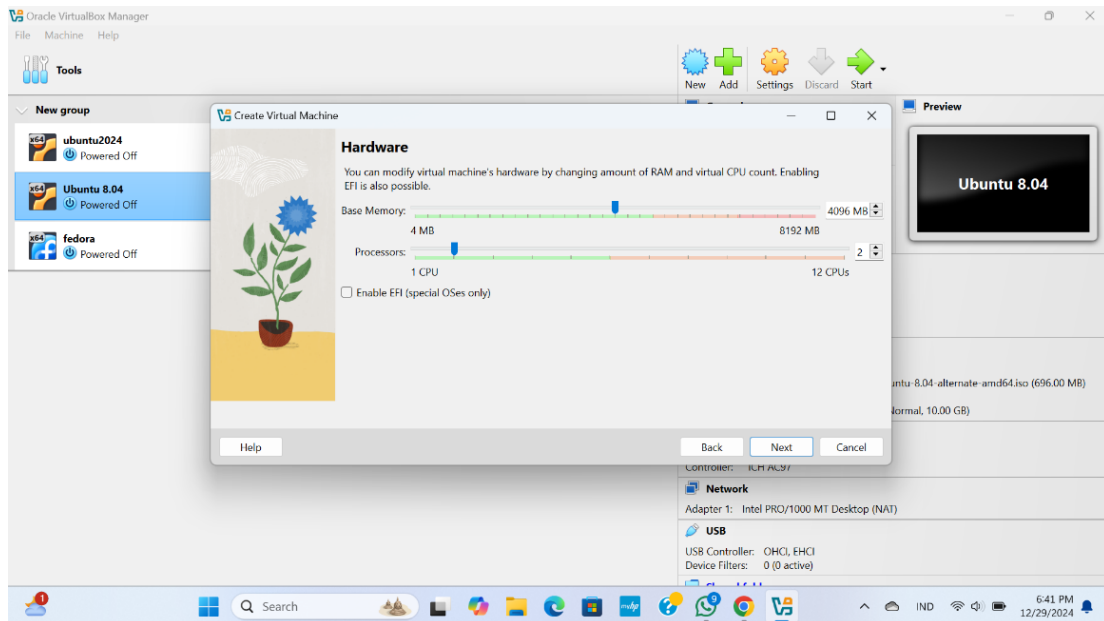 Oracle VirtualBox Manager
File Machine Help
Tools
New Add Settings Discard Start
New group
ubuntu2024
Powered Off
Ubuntu 8.04
Powered Off
fedora
Powered Off
Preview
Ubuntu 8.04
Create Virtual Machine
Hardware
You can modify virtual machine's hardware by changing amount of RAM and virtual CPU count. Enabling
EFI is also possible.
Base Memory: 4096 MB
4 MB 8192 MB
Processors: 2
1 CPU 12 CPUs
Enable EFI (special OSes only)
Help Back Next Cancel
untu-8.04-alternate-amd64.iso (696.00 MB)
Normal, 10.00 GB)
Controller: ICH AC97
Network
Adapter 1: Intel PRO/1000 MT Desktop (NAT)
USB
USB Controller: OHCI, EHCI
Device Filters: 0 (0 active)
1
Search
9
IND
6:41 PM
12/29/2024